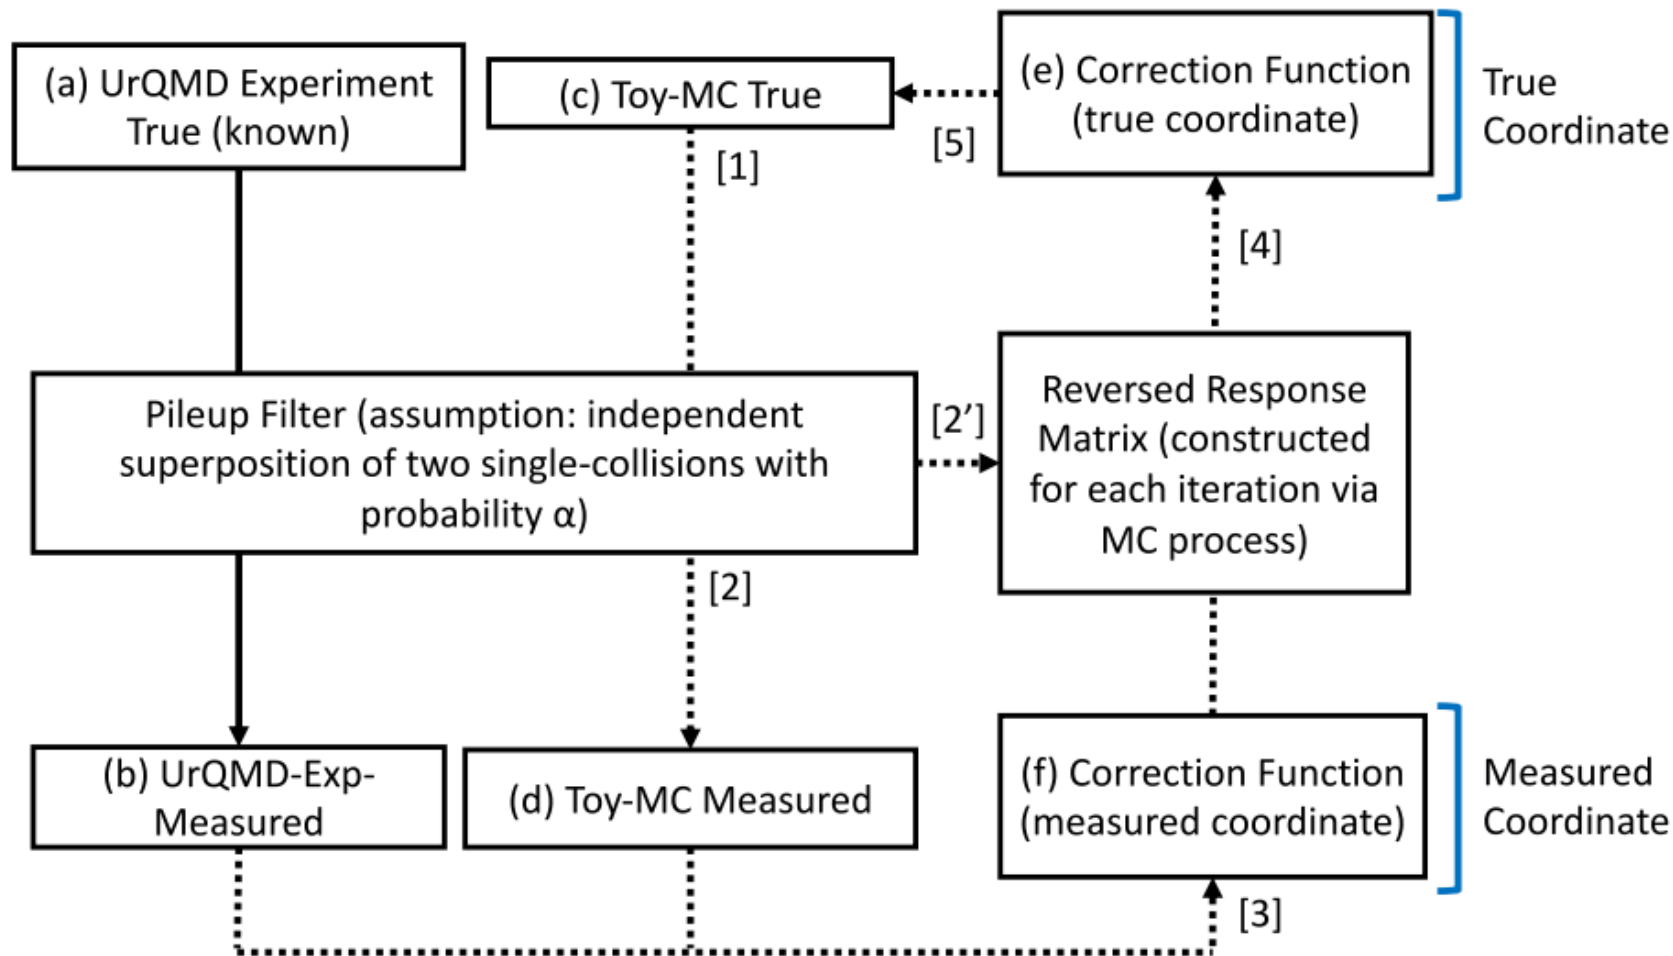 (a) UrQMD Experiment
True (known)
(c) Toy-MC True
(e) Correction Function
(true coordinate)
True
Coordinate
[1]
[5]
[4]
Pileup Filter (assumption: independent
superposition of two single-collisions with
probability α)
[2′]
Reversed Response
Matrix (constructed
for each iteration via
MC process)
[2]
(b) UrQMD-Exp-
Measured
(d) Toy-MC Measured
(f) Correction Function
(measured coordinate)
Measured
Coordinate
[3]